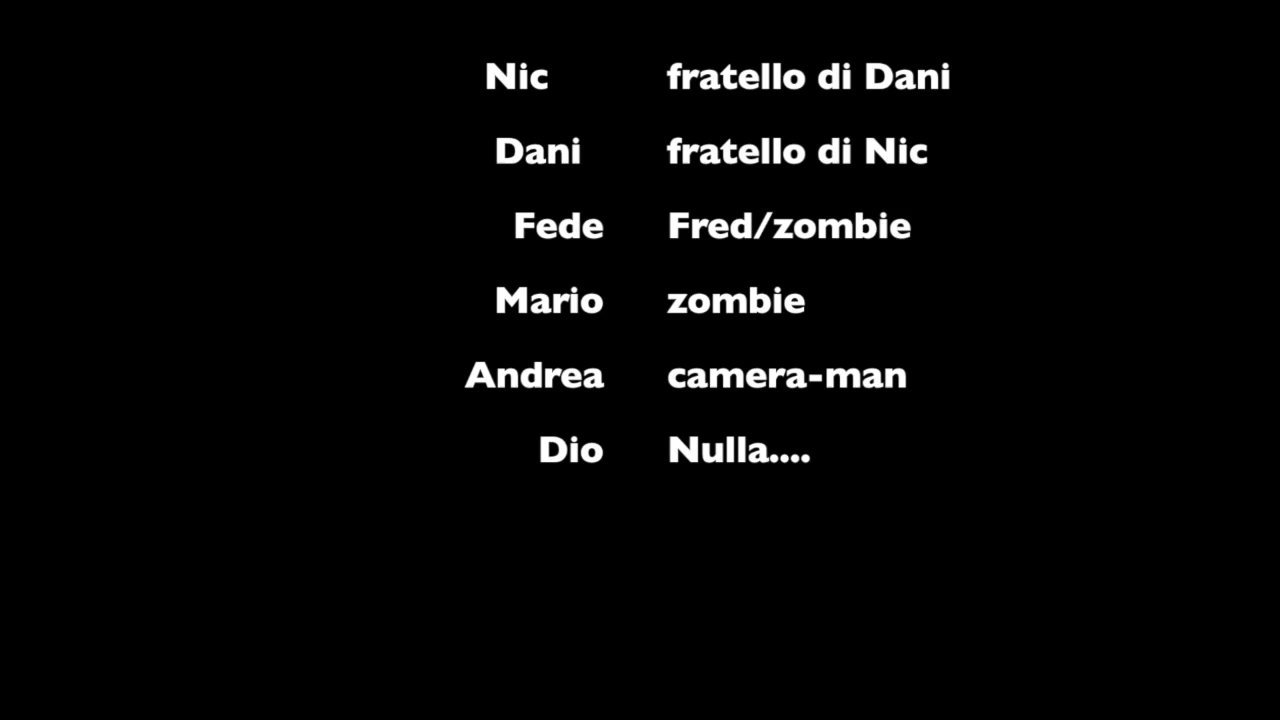 Nic fratello di Dani
Dani fratello di Nic
Fede Fred/zombie
Mario zombie
Andrea camera-man
Dio Nulla....